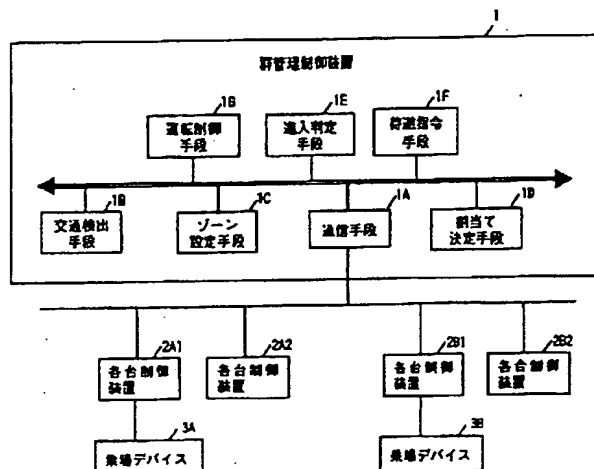 1
群管理制御装置
1G
運転制御
手段
1E
進入判定
手段
1F
待避指令
手段
1B
交通検出
手段
1C
ゾーン
設定手段
1A
通信手段
1D
割当て
決定手段
2A1
各台制御
装置
2A2
各台制御
装置
2B1
各台制御
装置
2B2
各台制御
装置
3A
乗場デバイス
3B
乗場デバイス